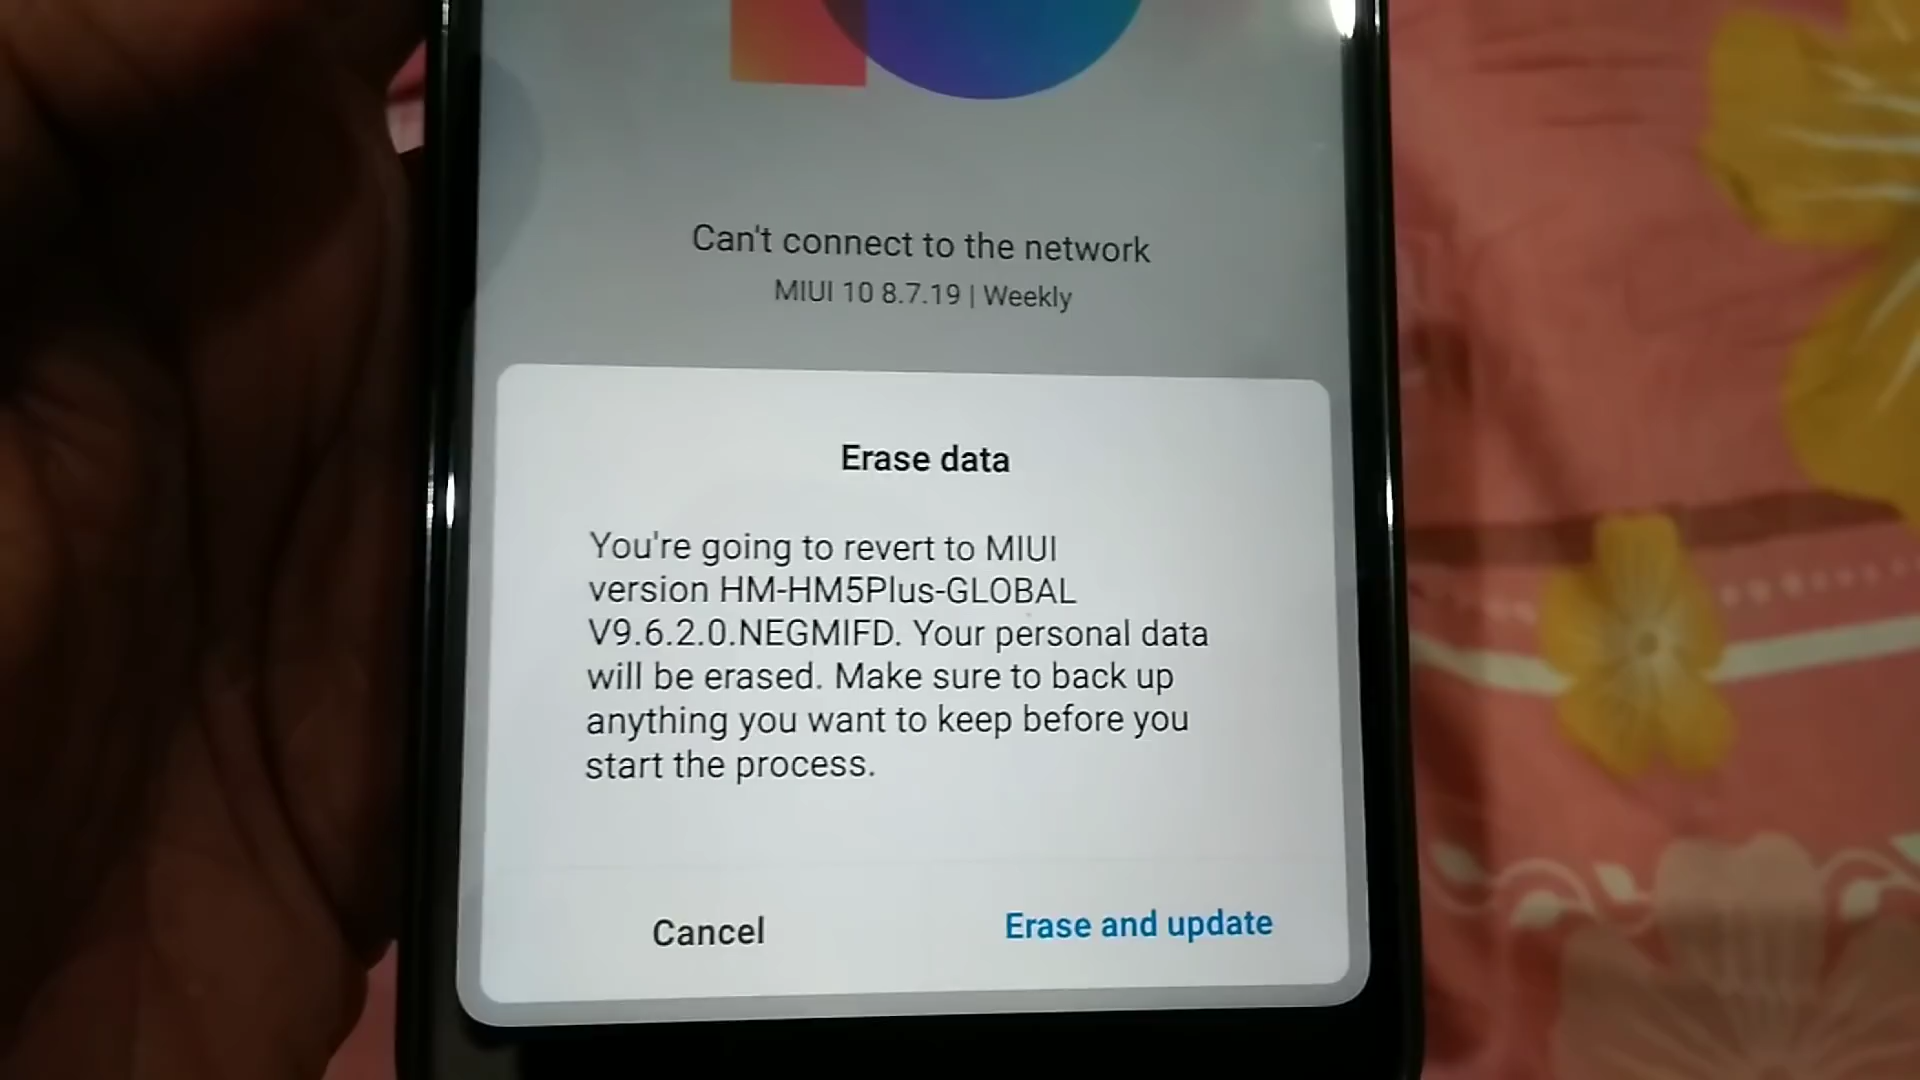 Can't connect to the network
MIUI 10 8.7.19 | Weekly
Erase data
You're going to revert to MIUI
version HM-HM5Plus-GLOBAL
V9.6.2.0.NEGMIFD. Your personal data
will be erased. Make sure to back up
anything you want to keep before you
start the process.
Cancel
Erase and update